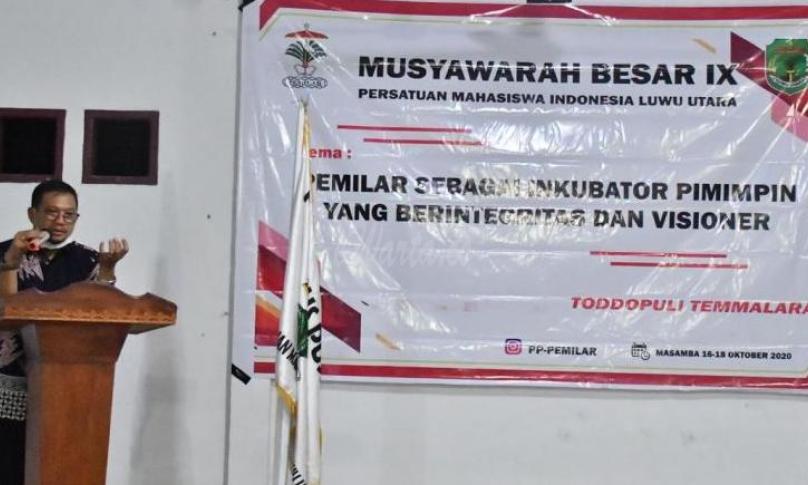 MUSYAWARAH BESAR IX
PERSATUAN MAHASISWA INDONESIA LUWU UTARA
Tema :
PEMILAR SEBAGAI INKUBATOR PIMIMPIN
YANG BERINTEGRITAS DAN VISIONER
TODDOPULI TEMMALARA
PP-PEMILAR
MASAMBA 16-18 OKTOBER 2020